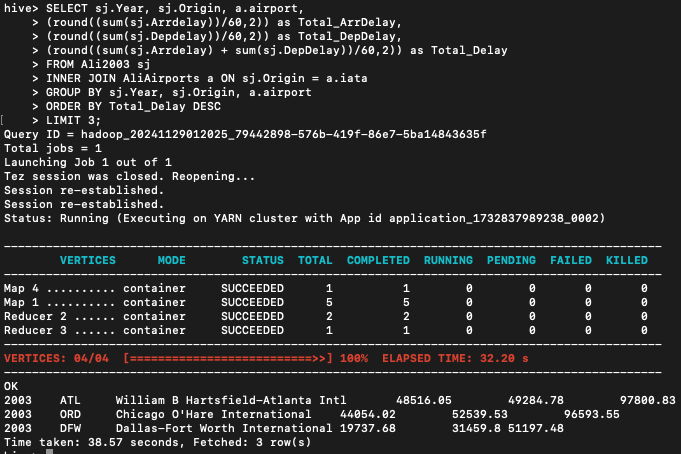 hive> SELECT sj.Year, sj.Origin, a.airport,
    > (round((sum(sj.Arrdelay))/60,2)) as Total_ArrDelay,
    > (round((sum(sj.Depdelay))/60,2)) as Total_DepDelay,
    > (round((sum(sj.Arrdelay) + sum(sj.DepDelay))/60,2)) as Total_Delay
    > FROM Ali2003 sj
    > INNER JOIN AliAirports a ON sj.Origin = a.iata
    > GROUP BY sj.Year, sj.Origin, a.airport
    > ORDER BY Total_Delay DESC
[   > LIMIT 3;
Query ID = hadoop_20241129012025_79442898-576b-419f-86e7-5ba14843635f
Total jobs = 1
Launching Job 1 out of 1
Tez session was closed. Reopening...
Session re-established.
Session re-established.
Status: Running (Executing on YARN cluster with App id application_1732837989238_0002)
VERTICES MODE STATUS TOTAL COMPLETED RUNNING PENDING FAILED KILLED
Map 4 .......... container SUCCEEDED 1 1 0 0 0 0
Map 1 .......... container SUCCEEDED 5 5 0 0 0 0
Reducer 2 ...... container SUCCEEDED 2 2 0 0 0 0
Reducer 3 ...... container SUCCEEDED 1 1 0 0 0 0
VERTICES: 04/04 [==========================>>] 100% ELAPSED TIME: 32.20 s
OK
2003 ATL William B Hartsfield-Atlanta Intl 48516.05 49284.78 97800.83
2003 ORD Chicago O'Hare International 44054.02 52539.53 96593.55
2003 DFW Dallas-Fort Worth International 19737.68 31459.8 51197.48
Time taken: 38.57 seconds, Fetched: 3 row(s)